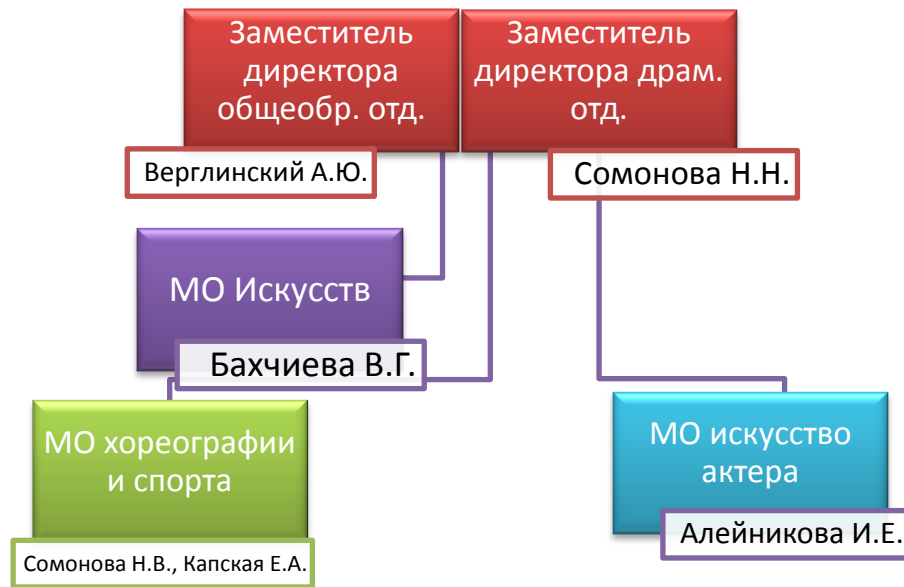 Заместитель
директора
общеобр. отд.
Верглинский А.Ю.
Заместитель
директора драм.
отд.
Сомонова Н.Н.
МО Искусств
Бахчиева В.Г.
МО хореографии
и спорта
Сомонова Н.В., Капская Е.А.
МО искусство
актера
Алейникова И.Е.